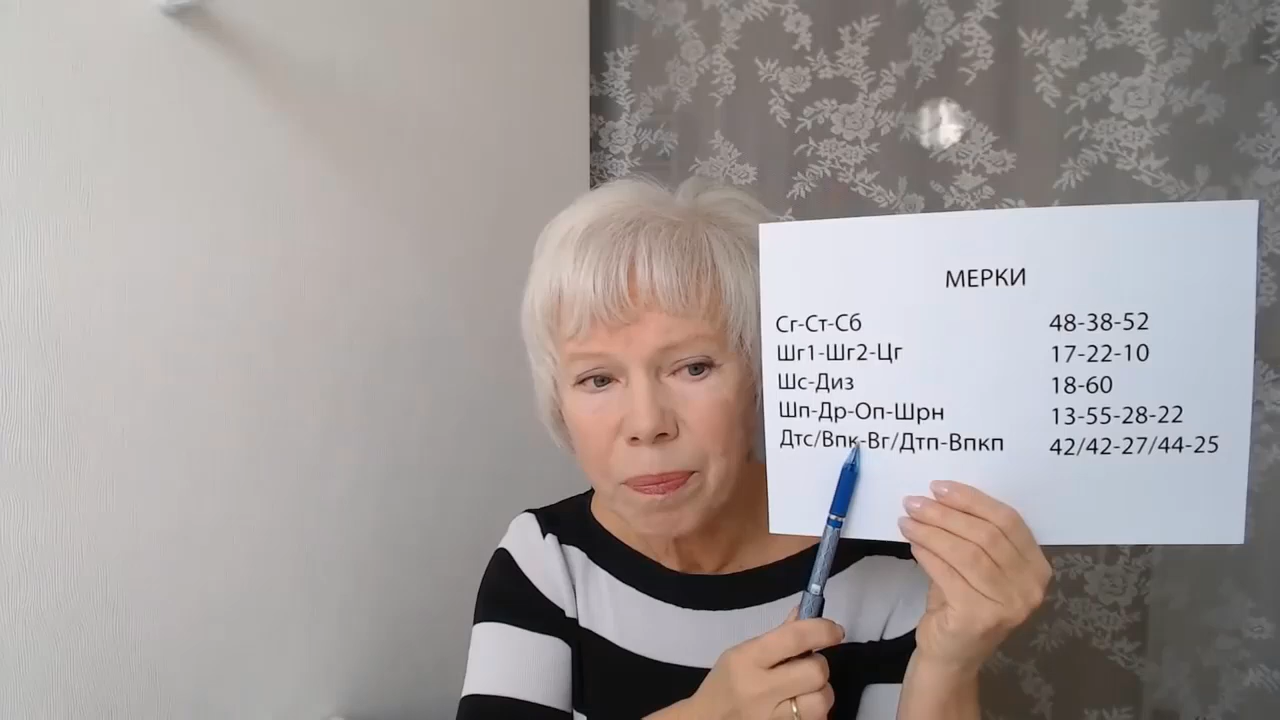 МЕРКИ
Сг-Ст-Сб 48-38-52
Шг1-Шг2-Цг 17-22-10
Шс-Диз 18-60
Шп-Др-Оп-Шрн 13-55-28-22
Дтс/Впк-Вг/Дтп-Впкп 42/42-27/44-25